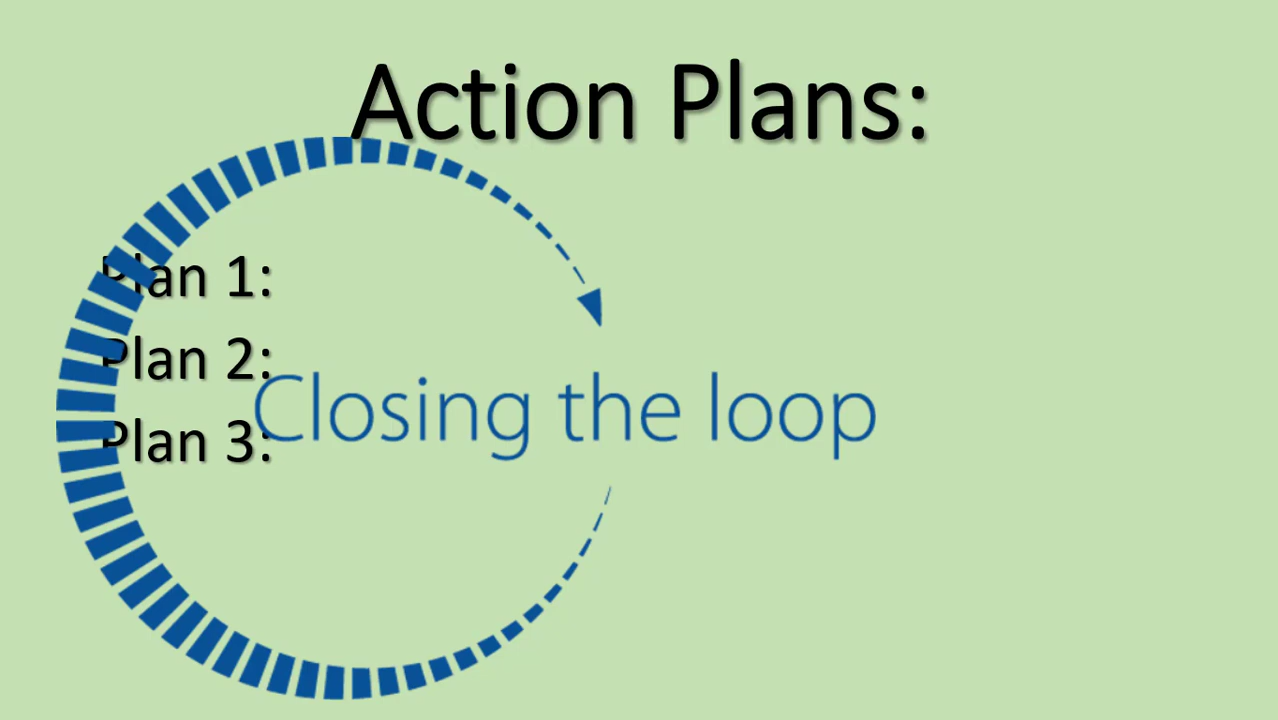 Action Plans:
Plan 1:
Plan 2:
Closing the loop
Plan 3: